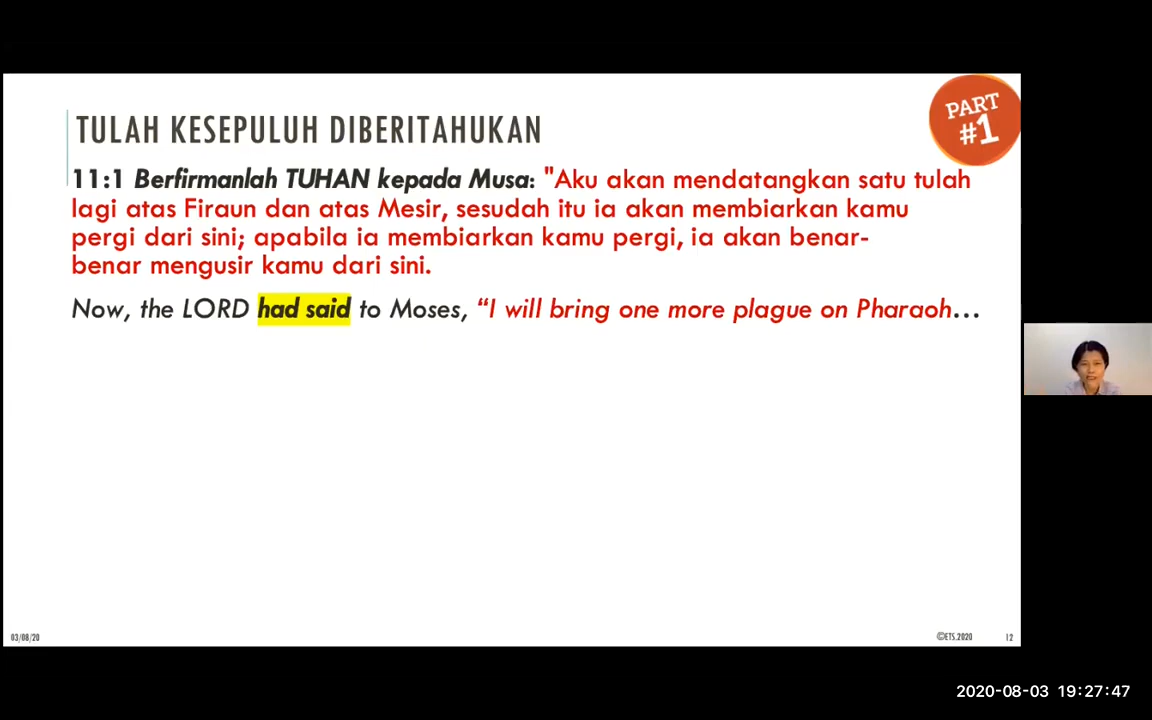 TULAH KESEPULUH DIBERITAHUKAN
PART
#1
11:1 Berfirmanlah TUHAN kepada Musa: "Aku akan mendatangkan satu tulah
lagi atas Firaun dan atas Mesir, sesudah itu ia akan membiarkan kamu
pergi dari sini; apabila ia membiarkan kamu pergi, ia akan benar-
benar mengusir kamu dari sini.
Now, the LORD had said to Moses, “I will bring one more plague on Pharaoh...
03/08/20
©ETS.2020
12
2020-08-03 19:27:47